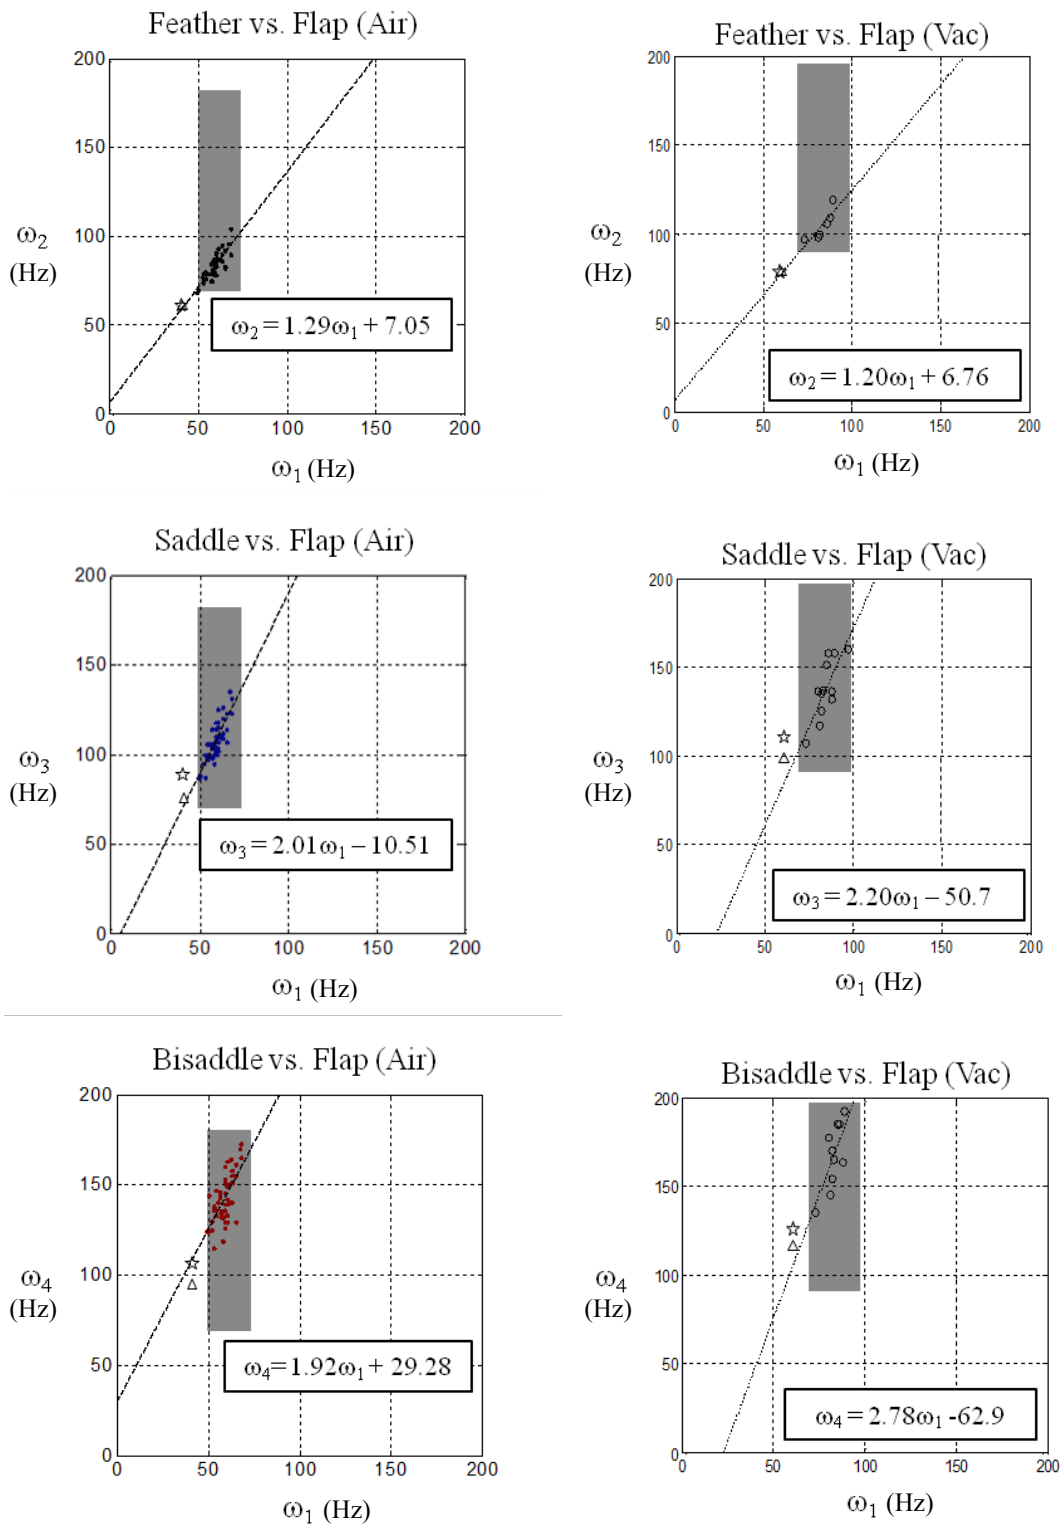 Feather vs. Flap (Air)
200
150
100
50
0
0
50
100
150
200
ω2
(Hz)
ω2 = 1.29ω1 + 7.05
ω1 (Hz)
Feather vs. Flap (Vac)
200
150
100
50
0
0
50
100
150
200
ω2
(Hz)
ω2 = 1.20ω1 + 6.76
ω1 (Hz)
Saddle vs. Flap (Air)
200
150
100
50
0
0
50
100
150
200
ω3
(Hz)
ω3 = 2.01ω1 – 10.51
ω1 (Hz)
Saddle vs. Flap (Vac)
200
150
100
50
0
0
50
100
150
200
ω3
(Hz)
ω3 = 2.20ω1 – 50.7
ω1 (Hz)
Bisaddle vs. Flap (Air)
200
150
100
50
0
0
50
100
150
200
ω4
(Hz)
ω4 = 1.92ω1 + 29.28
ω1 (Hz)
Bisaddle vs. Flap (Vac)
200
150
100
50
0
0
50
100
150
200
ω4
(Hz)
ω4 = 2.78ω1 -62.9
ω1 (Hz)